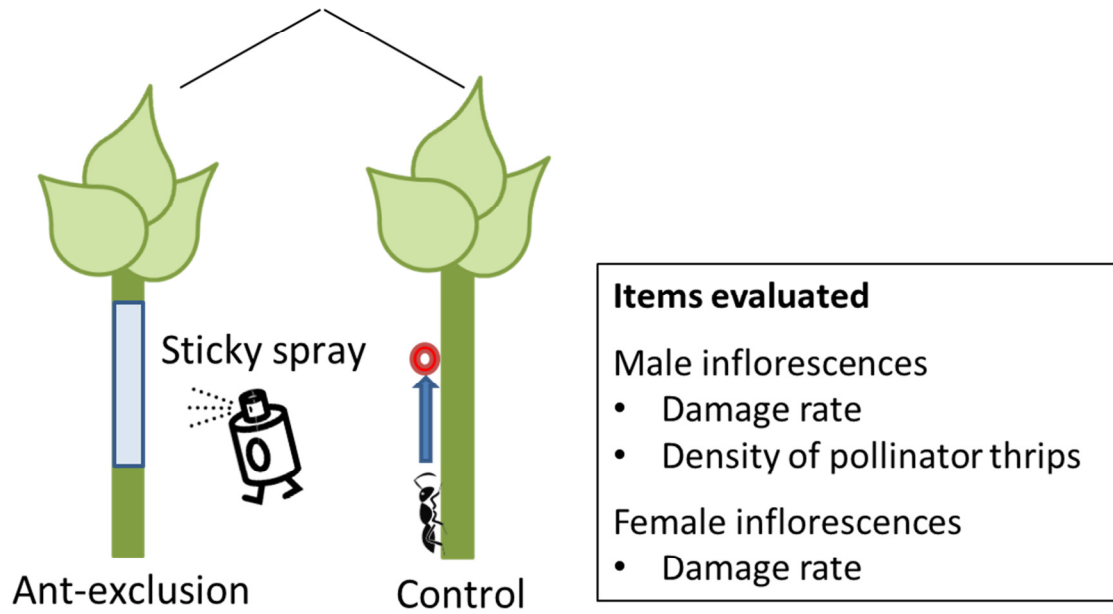 Sticky spray
Ant-exclusion
Control
Items evaluated
Male inflorescences
• Damage rate
• Density of pollinator thrips
Female inflorescences
• Damage rate